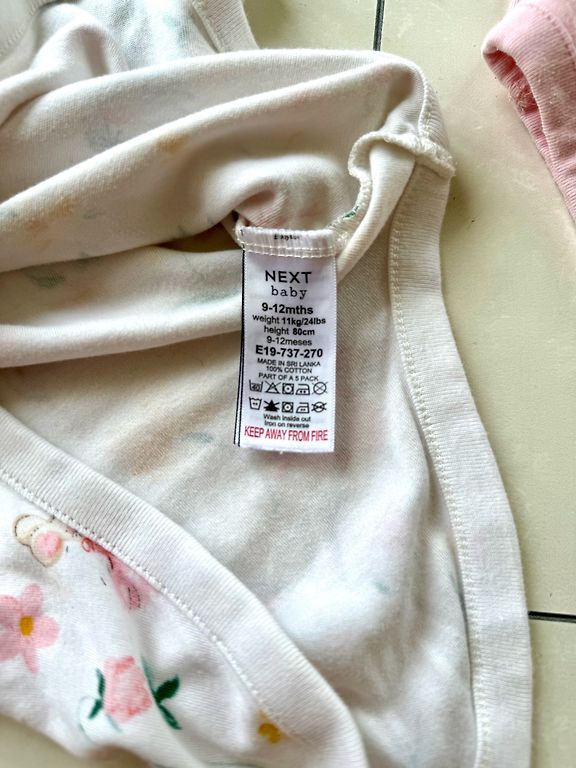 NEXT
baby
9-12mths
weight 11kg/24lbs
height 80cm
9-12meses
E19-737-270
MADE IN SRI LANKA
100% COTTON
PART OF A 5 PACK
40
Wash inside out
Iron on reverse
KEEP AWAY FROM FIRE